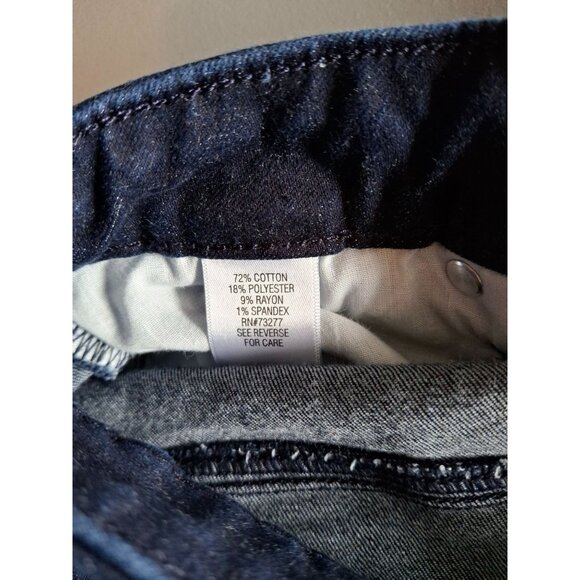 72% COTTON
18% POLYESTER
9% RAYON
1% SPANDEX
RN#73277
SEE REVERSE
FOR CARE